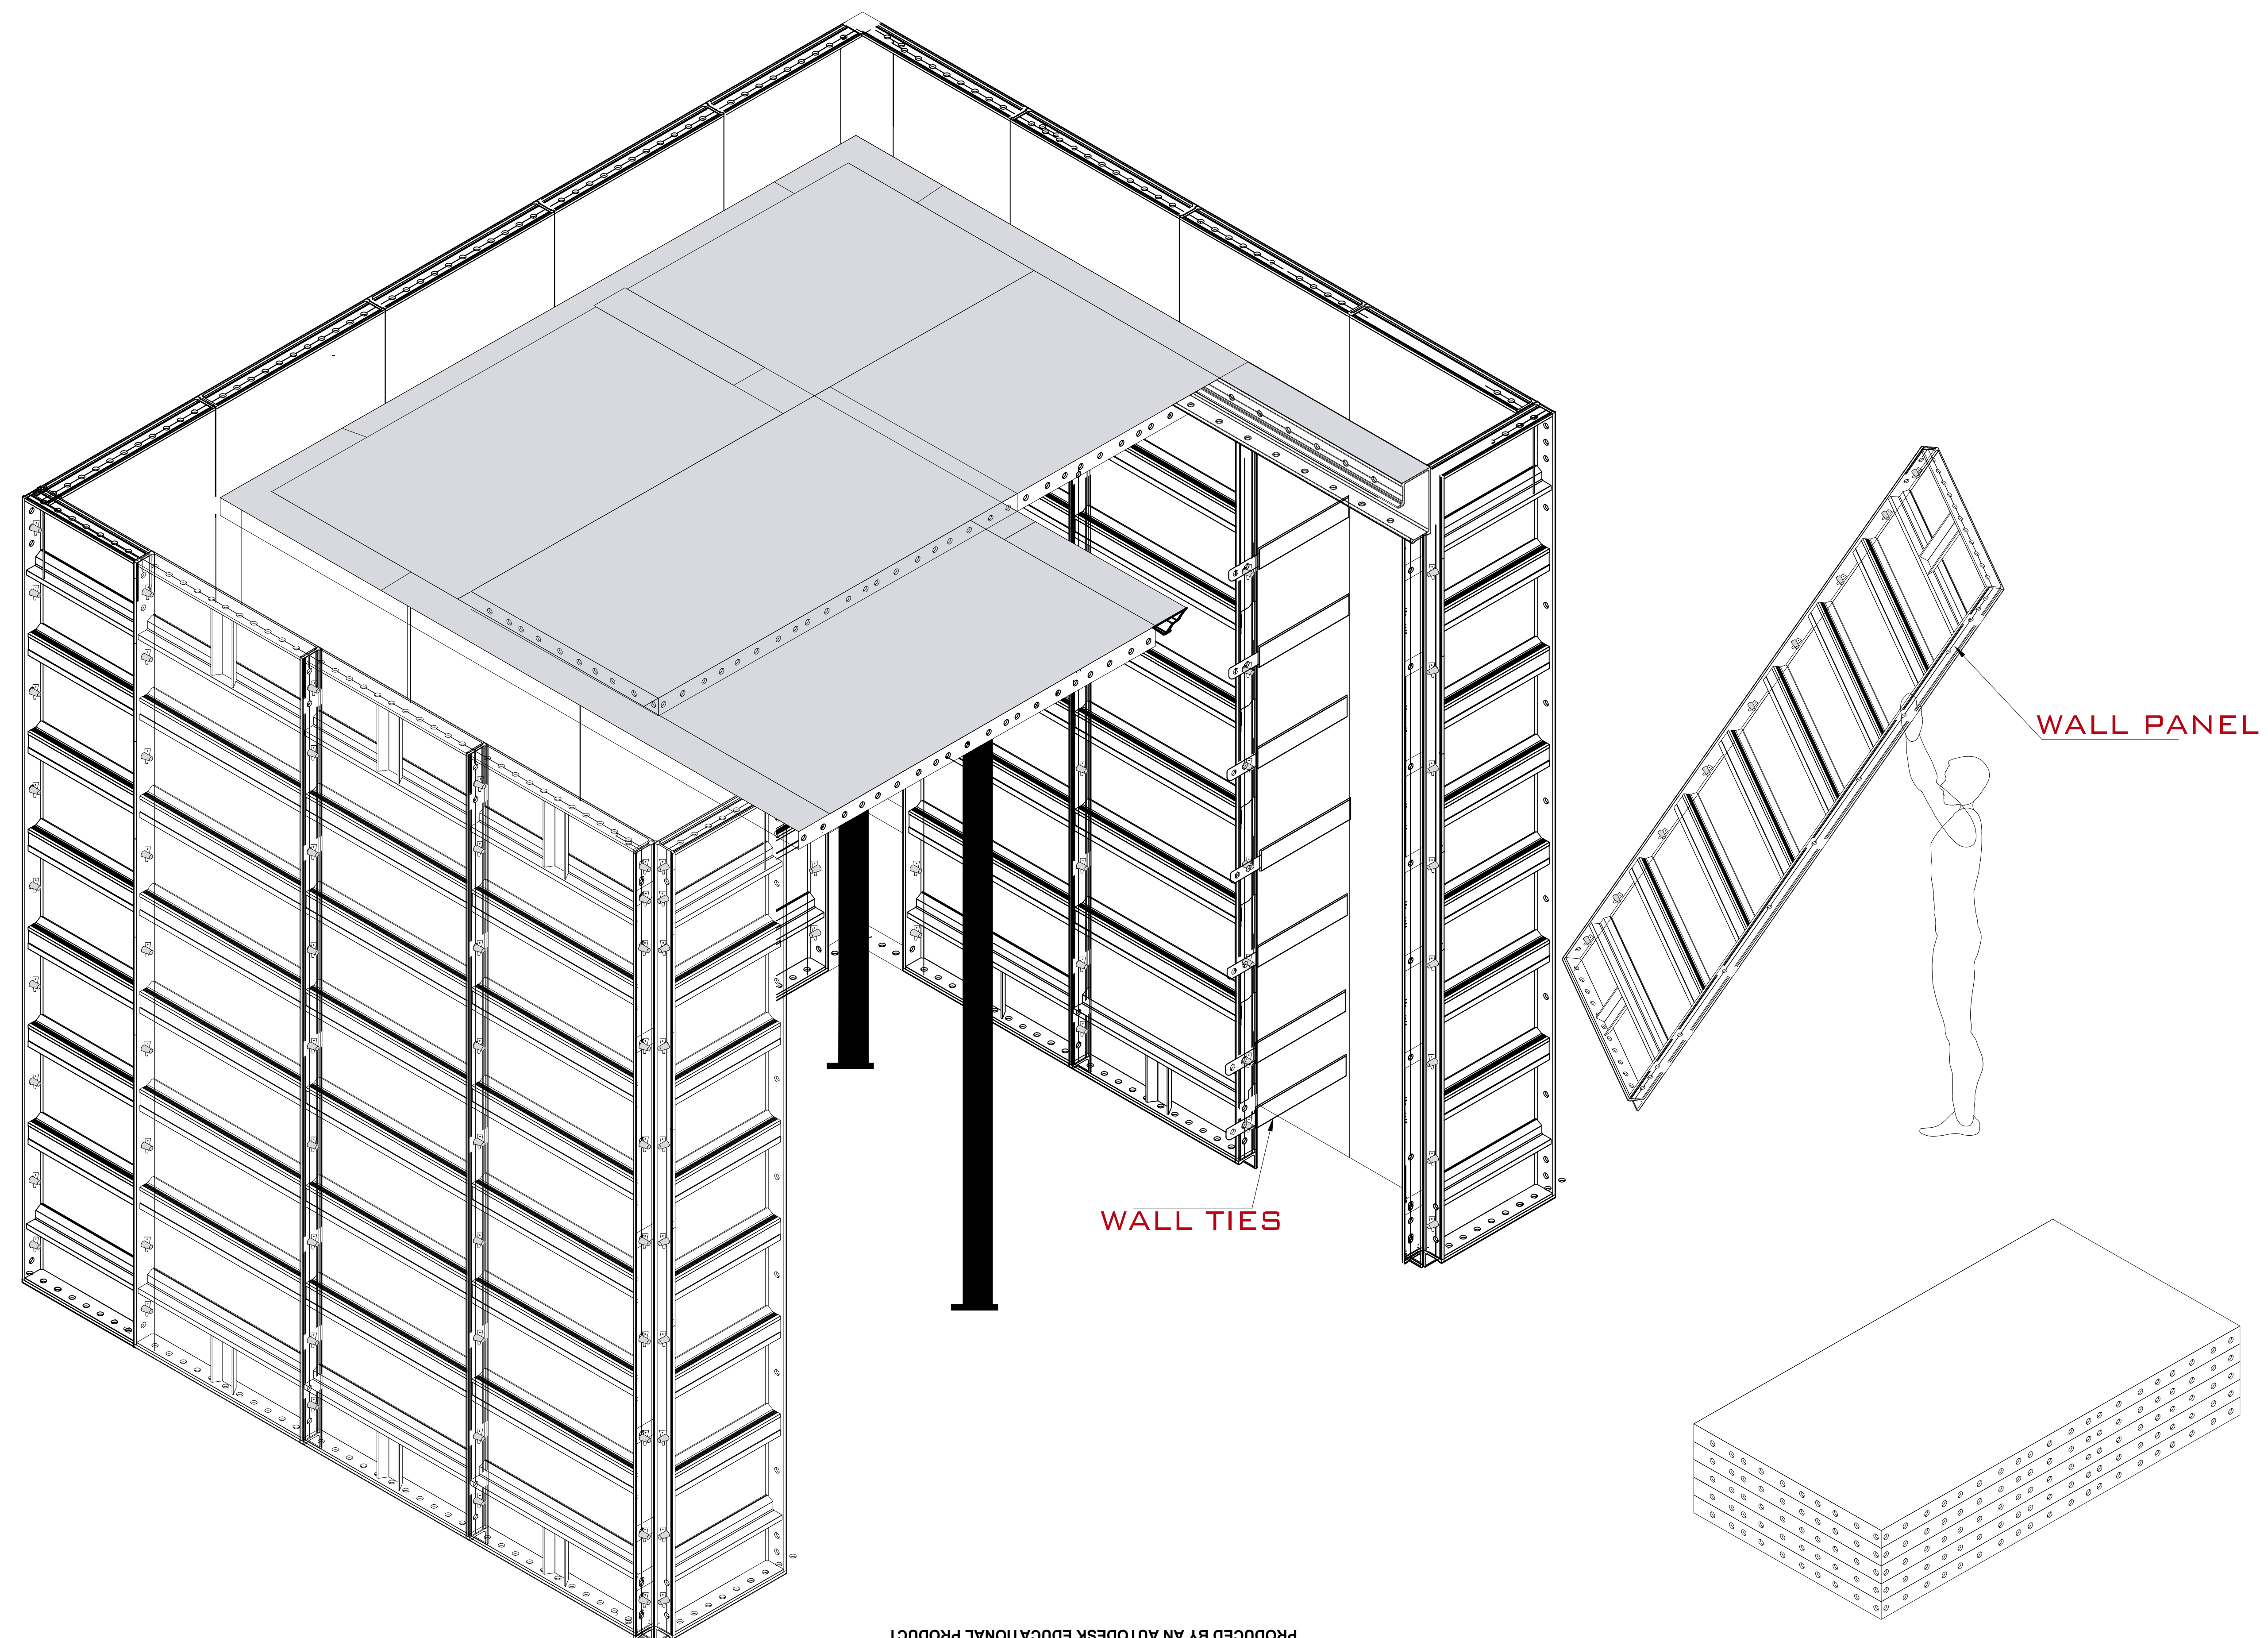 WALL PANEL
WALL TIES
PRODUCED BY AN AUTODESK EDUCATIONAL PRODUCT